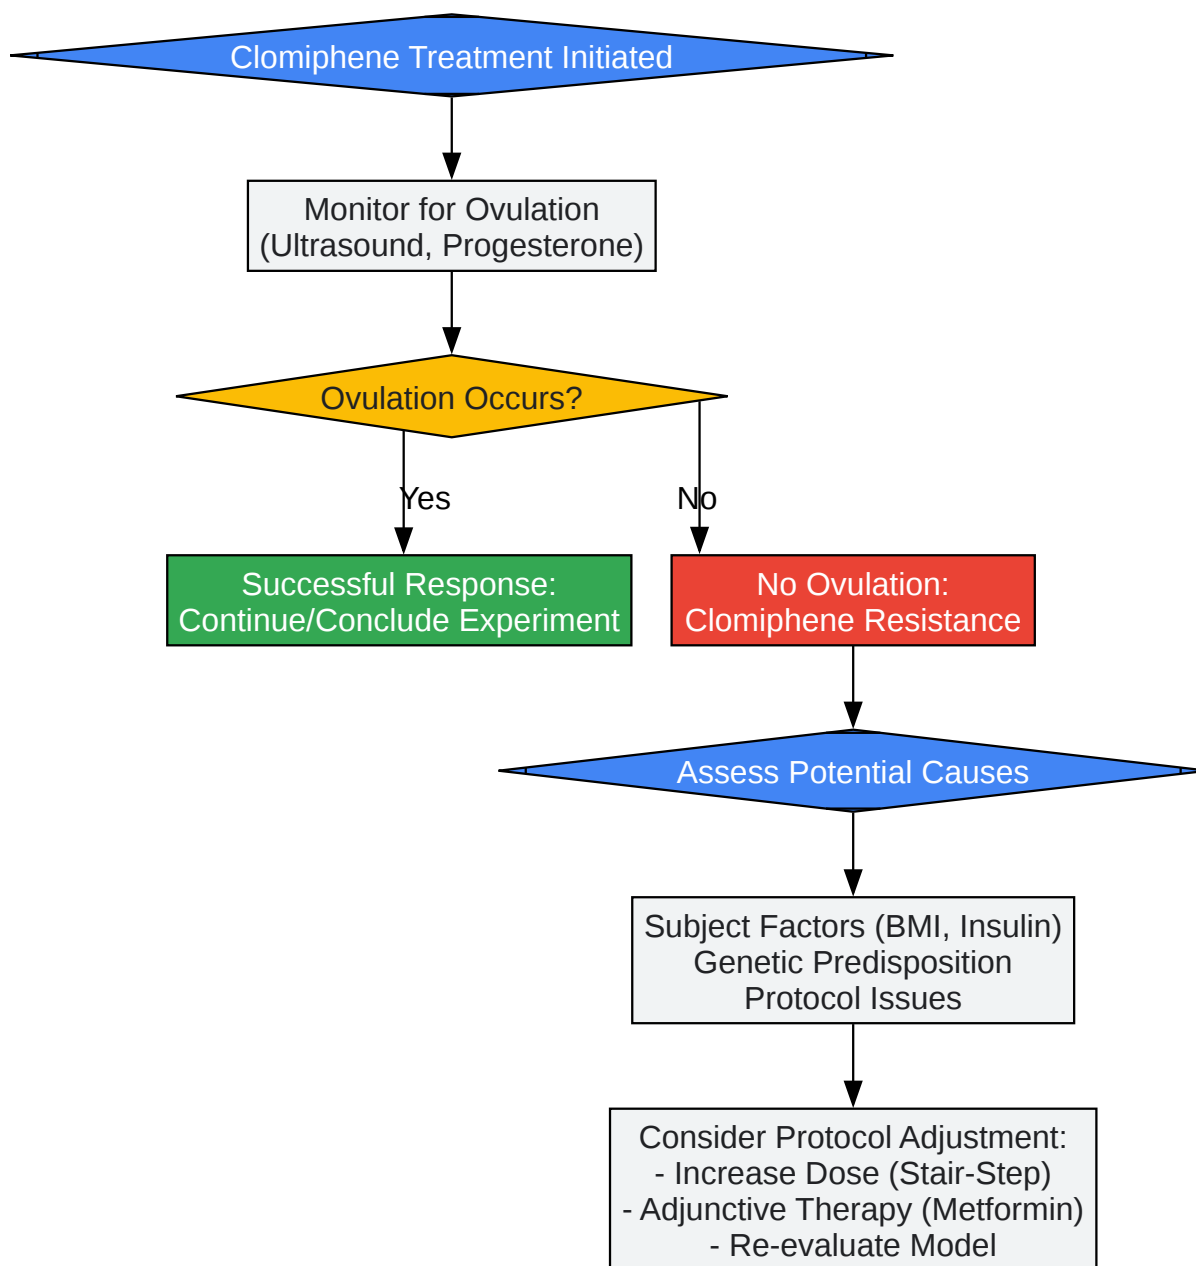 Clomiphene Treatment Initiated
Monitor for Ovulation
(Ultrasound, Progesterone)
Ovulation Occurs?
Yes
No
Successful Response:
Continue/Conclude Experiment
No Ovulation:
Clomiphene Resistance
Assess Potential Causes
Subject Factors (BMI, Insulin)
Genetic Predisposition
Protocol Issues
Consider Protocol Adjustment:
- Increase Dose (Stair-Step)
- Adjunctive Therapy (Metformin)
- Re-evaluate Model